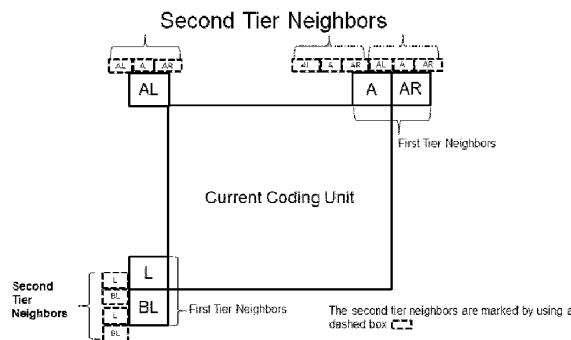 Second Tier Neighbors
AL A AR AL A AR AL A AR
AL A AR
First Tier Neighbors
Current Coding Unit
L
L
BL
Second
Tier
Neighbors
BL
L
BL
First Tier Neighbors
The second tier neighbors are marked by using a
dashed box